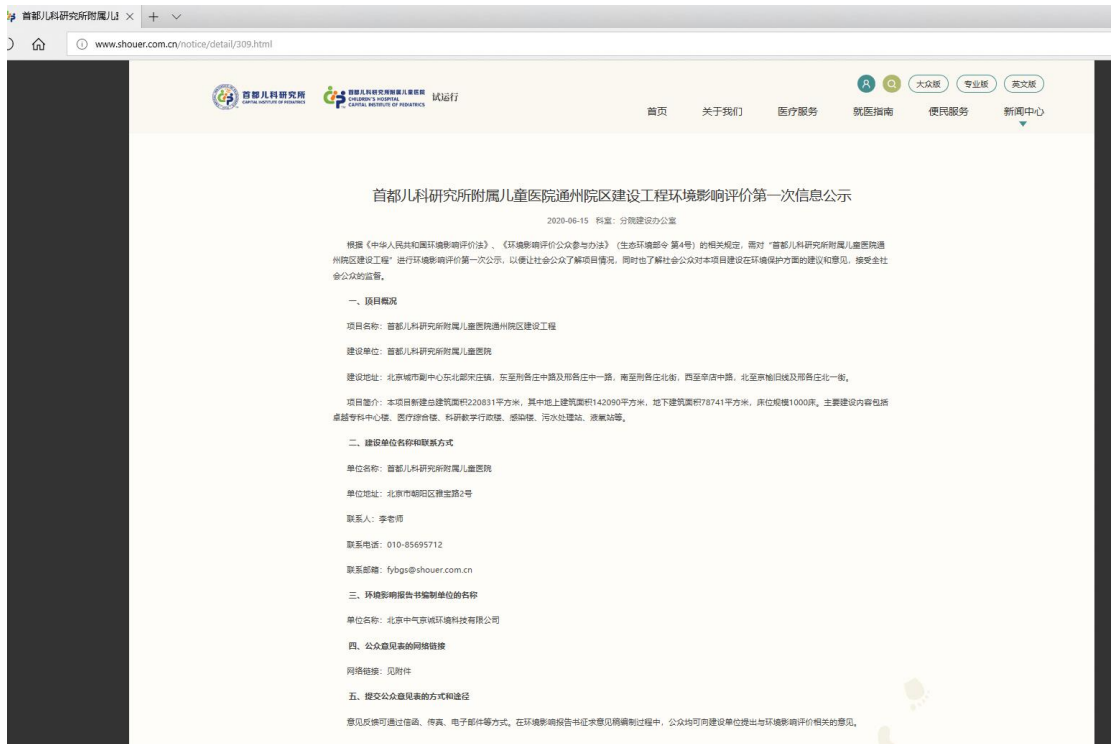 首都儿科研究所附属儿
www.shouer.com.cn/notice/detail/309.html
首都儿科研究所
CAPITAL INSTITUTE OF PEDIATRICS
首都儿科研究所附属儿童医院
CHILDREN'S HOSPITAL
CAPITAL INSTITUTE OF PEDIATRICS
试运行
大众版 专业版 英文版
首页 关于我们 医疗服务 就医指南 便民服务 新闻中心
首都儿科研究所附属儿童医院通州院区建设工程环境影响评价第一次信息公示
2020-06-15 科室：分院建设办公室
根据《中华人民共和国环境影响评价法》、《环境影响评价公众参与办法》（生态环境部令 第4号）的相关规定，需对“首都儿科研究所附属儿童医院通
州院区建设工程”进行环境影响评价第一次公示，以便让社会公众了解项目情况，同时也了解社会公众对本项目建设在环境保护方面的建议和意见，接受全社
会公众的监督。
一、项目概况
项目名称：首都儿科研究所附属儿童医院通州院区建设工程
建设单位：首都儿科研究所附属儿童医院
建设地址：北京城市副中心东北部宋庄镇，东至刑各庄中路及邢各庄中一路，南至刑各庄北街，西至辛店中路，北至京榆旧线及邢各庄北一街。
项目简介：本项目新建总建筑面积220831平方米，其中地上建筑面积142090平方米，地下建筑面积78741平方米，床位规模1000床。主要建设内容包括
卓越专科中心楼、医疗综合楼、科研教学行政楼、感染楼、污水处理站、液氧站等。
二、建设单位名称和联系方式
单位名称：首都儿科研究所附属儿童医院
单位地址：北京市朝阳区雅宝路2号
联系人：李老师
联系电话：010-85695712
联系邮箱：fybgs@shouer.com.cn
三、环境影响报告书编制单位的名称
单位名称：北京中气京诚环境科技有限公司
四、公众意见表的网络链接
网络链接：见附件
五、提交公众意见表的方式和途径
意见反馈可通过信函、传真、电子邮件等方式。在环境影响报告书征求意见稿编制过程中，公众均可向建设单位提出与环境影响评价相关的意见。